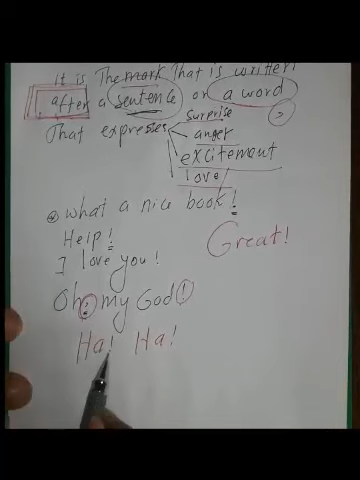 It is The mark That is written
after a sentence or a word
That expresses surprise
anger
excitement
love!
what a nice book!
Help!
Great!
I love you!
Oh! my God!
Ha! Ha!